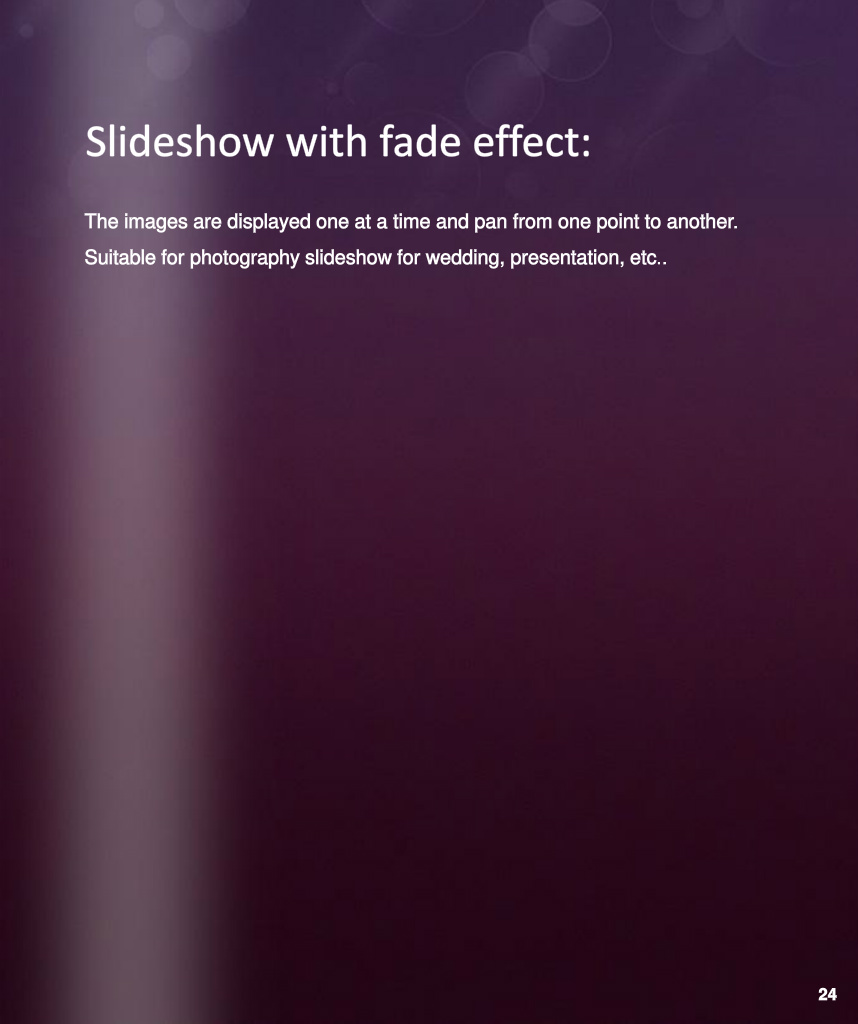 Slideshow with fade effect:
The images are displayed one at a time and pan from one point to another.
Suitable for photography slideshow for wedding, presentation, etc..
24